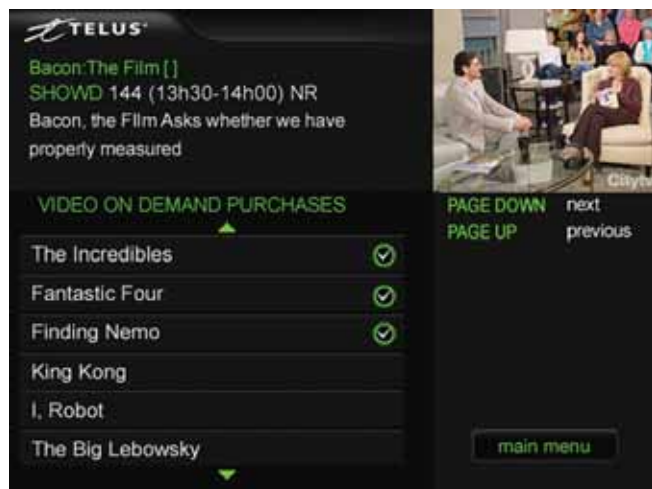 TELUS
Bacon:The Film [ ]
SHOWD 144 (13h30-14h00) NR
Bacon, the FIlm Asks whether we have
properly measured
Citytv
VIDEO ON DEMAND PURCHASES
PAGE DOWN next
PAGE UP previous
The Incredibles
Fantastic Four
Finding Nemo
King Kong
I, Robot
The Big Lebowsky
main menu